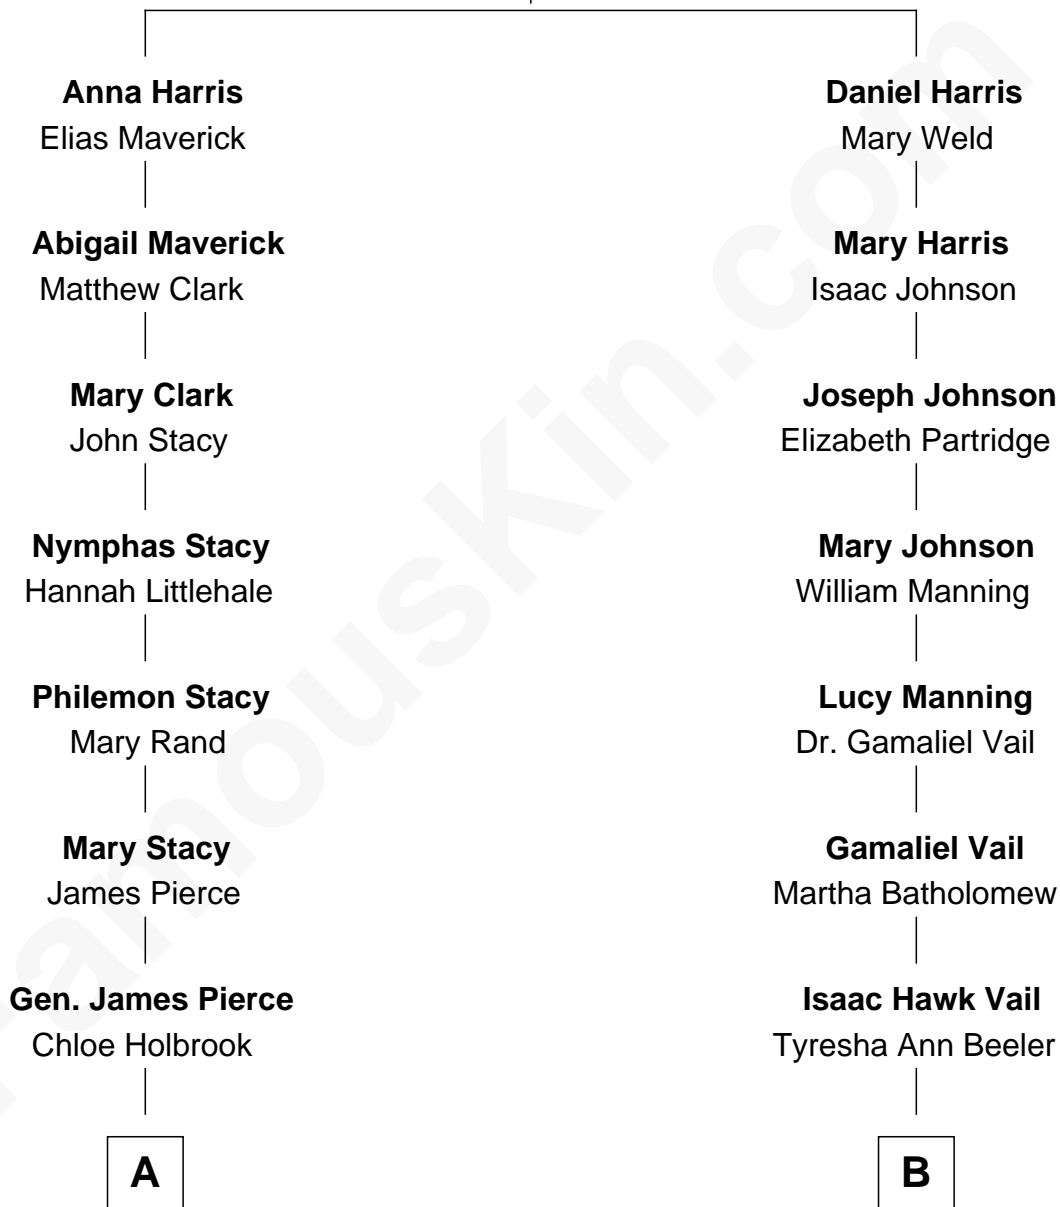 Anna Harris
Elias Maverick
Abigail Maverick
Matthew Clark
Mary Clark
John Stacy
Nymphas Stacy
Hannah Littlehale
Philemon Stacy
Mary Rand
Mary Stacy
James Pierce
Gen. James Pierce
Chloe Holbrook
A
Daniel Harris
Mary Weld
Mary Harris
Isaac Johnson
Joseph Johnson
Elizabeth Partridge
Mary Johnson
William Manning
Lucy Manning
Dr. Gamaliel Vail
Gamaliel Vail
Martha Batholomew
Isaac Hawk Vail
Tyresha Ann Beeler
B
FamousKin.com